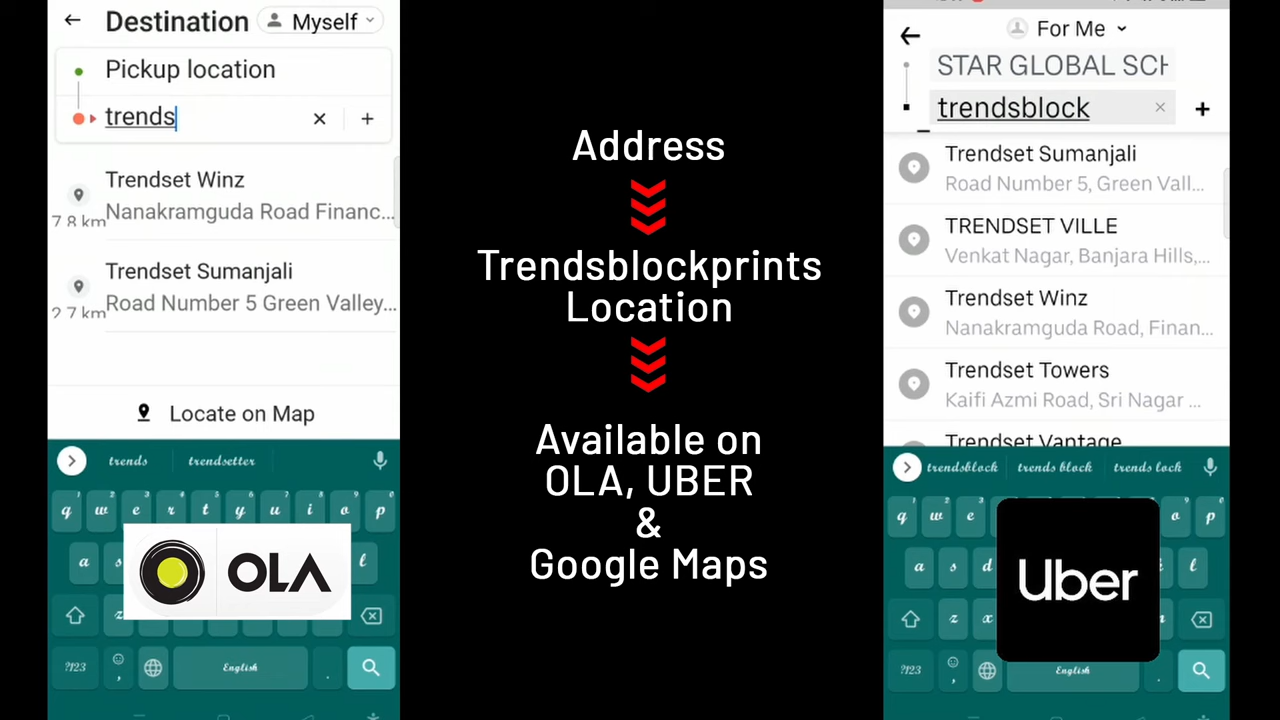 Destination
Myself
Pickup location
trends
Trendset Winz
Nanakramguda Road Financ...
7.8 km
Trendset Sumanjali
Road Number 5 Green Valley...
2.7 km
Locate on Map
trends
trendsetter
q w e r t y u i o p
a s l
z
?123
English
OLA
Address
Trendsblockprints
Location
Available on
OLA, UBER
&
Google Maps
For Me
STAR GLOBAL SCH
trendsblock
Trendset Sumanjali
Road Number 5, Green Vall...
TRENDSET VILLE
Venkat Nagar, Banjara Hills,...
Trendset Winz
Nanakramguda Road, Finan...
Trendset Towers
Kaifi Azmi Road, Sri Nagar ...
Trendset Vantage
trendsblock
trends block
trends lock
q w e o p
a s d l
z x
?123
English
Uber